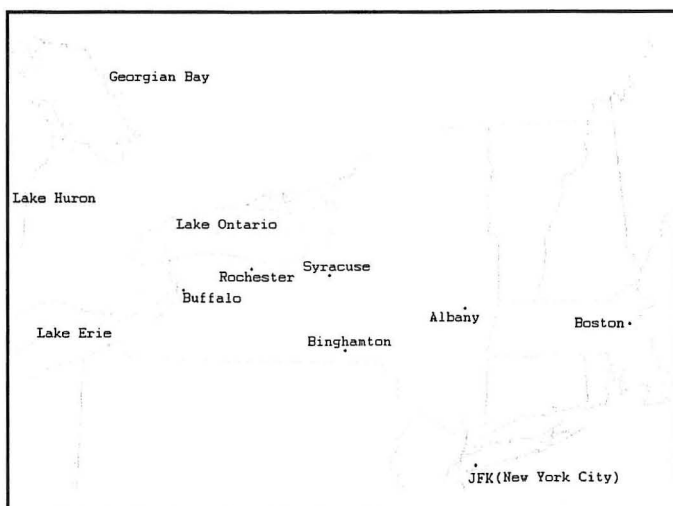 Georgian Bay
Lake Huron
Lake Ontario
Syracuse
Rochester
Buffalo
Albany
Boston
Lake Erie
Binghamton
JFK(New York City)